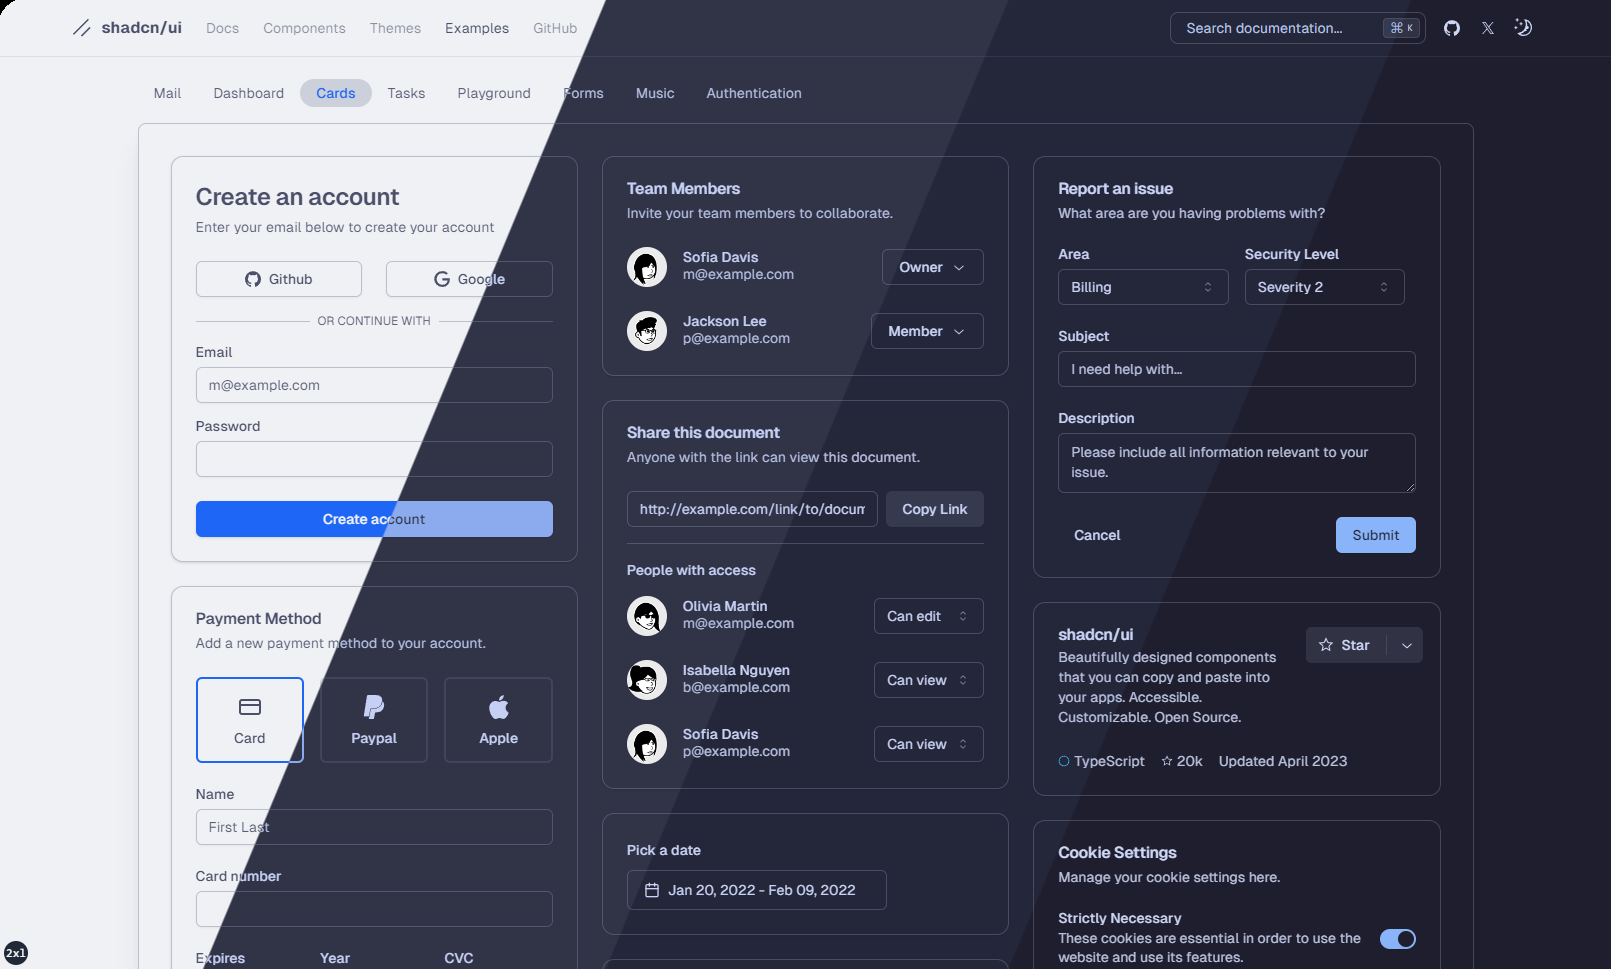 shadcn/ui Docs Components Themes Examples GitHub Search documentation... ⌘ K
Mail Dashboard Cards Tasks Playground Forms Music Authentication
Create an account
Enter your email below to create your account
Github Google
OR CONTINUE WITH
Email
m@example.com
Password
Create account
Payment Method
Add a new payment method to your account.
Card Paypal Apple
Name
First Last
Card number
Expires Year CVC
Team Members
Invite your team members to collaborate.
Sofia Davis
m@example.com
Owner
Jackson Lee
p@example.com
Member
Share this document
Anyone with the link can view this document.
http://example.com/link/to/docum
Copy Link
People with access
Olivia Martin
m@example.com
Can edit
Isabella Nguyen
b@example.com
Can view
Sofia Davis
p@example.com
Can view
Pick a date
Jan 20, 2022 - Feb 09, 2022
Report an issue
What area are you having problems with?
Area Security Level
Billing Severity 2
Subject
I need help with...
Description
Please include all information relevant to your
issue.
Cancel Submit
shadcn/ui
Beautifully designed components
that you can copy and paste into
your apps. Accessible.
Customizable. Open Source.
Star
TypeScript 20k Updated April 2023
Cookie Settings
Manage your cookie settings here.
Strictly Necessary
These cookies are essential in order to use the
website and use its features.
2x1